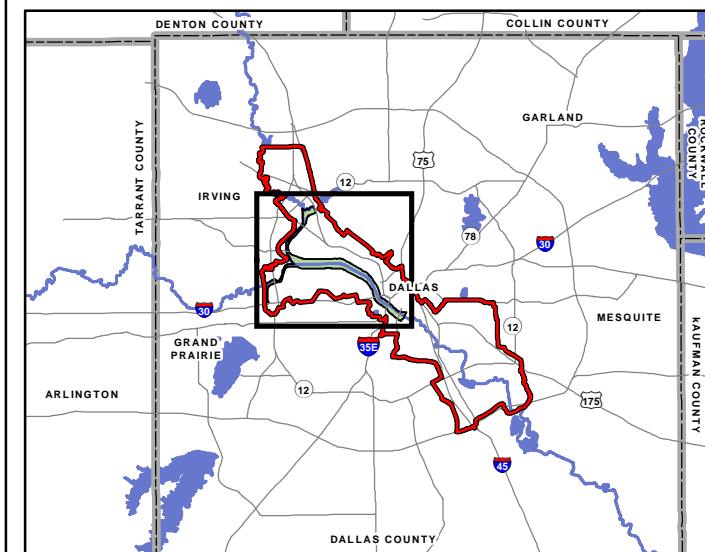 DENTON COUNTY
COLLIN COUNTY
TARRANT COUNTY
ROCKWALL
COUNTY
GARLAND
75
12
IRVING
78
30
DALLAS
30
12
MESQUITE
GRAND
PRAIRIE
35E
KAUFMAN COUNTY
ARLINGTON
12
175
45
DALLAS COUNTY